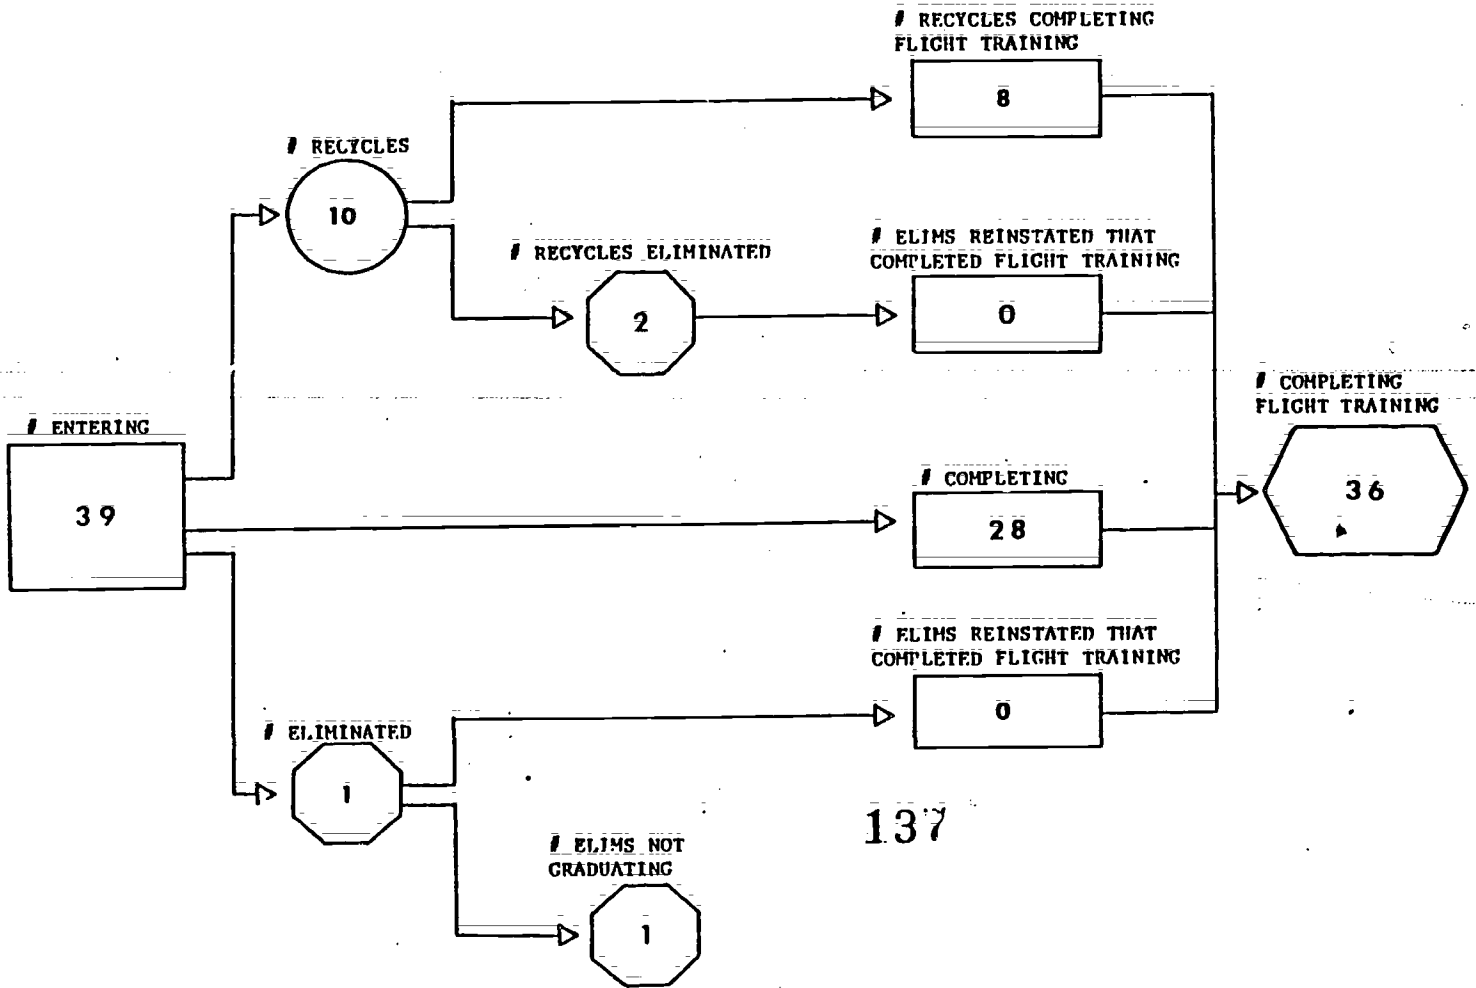 # RECYCLES COMPLETING
FLIGHT TRAINING
8
# RECYCLES
10
# RECYCLES ELIMINATED
2
# ELIMS REINSTATED THAT
COMPLETED FLIGHT TRAINING
0
# ENTERING
39
# COMPLETING
28
# COMPLETING
FLIGHT TRAINING
36
# ELIMS REINSTATED THAT
COMPLETED FLIGHT TRAINING
0
# ELIMINATED
1
# ELIMS NOT
GRADUATING
1
137